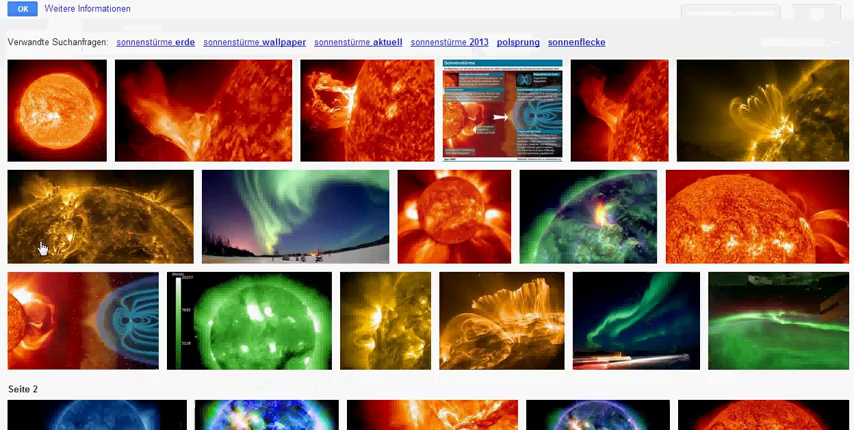 OK Weitere Informationen
Verwandte Suchanfragen: sonnenstürme erde sonnenstürme wallpaper sonnenstürme aktuell sonnenstürme 2013 polsprung sonnenflecke
Sonnenstürme
Seite 2